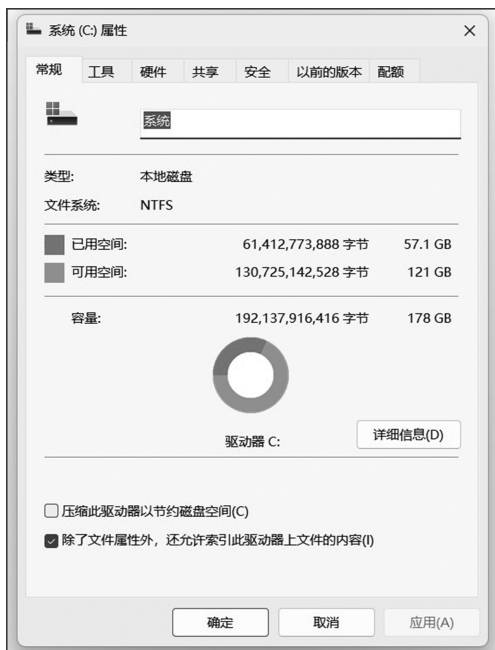 系统 (C:) 属性
常规 工具 硬件 共享 安全 以前的版本 配额
系统
类型: 本地磁盘
文件系统: NTFS
已用空间: 61,412,773,888 字节 57.1 GB
可用空间: 130,725,142,528 字节 121 GB
容量: 192,137,916,416 字节 178 GB
驱动器 C:
详细信息(D)
压缩此驱动器以节约磁盘空间(C)
除了文件属性外，还允许索引此驱动器上文件的内容(I)
确定 取消 应用(A)